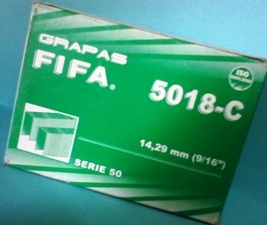 GRAPAS
FIFA®
5018-C
14,29 mm (9/16")
SERIE 50
ISO